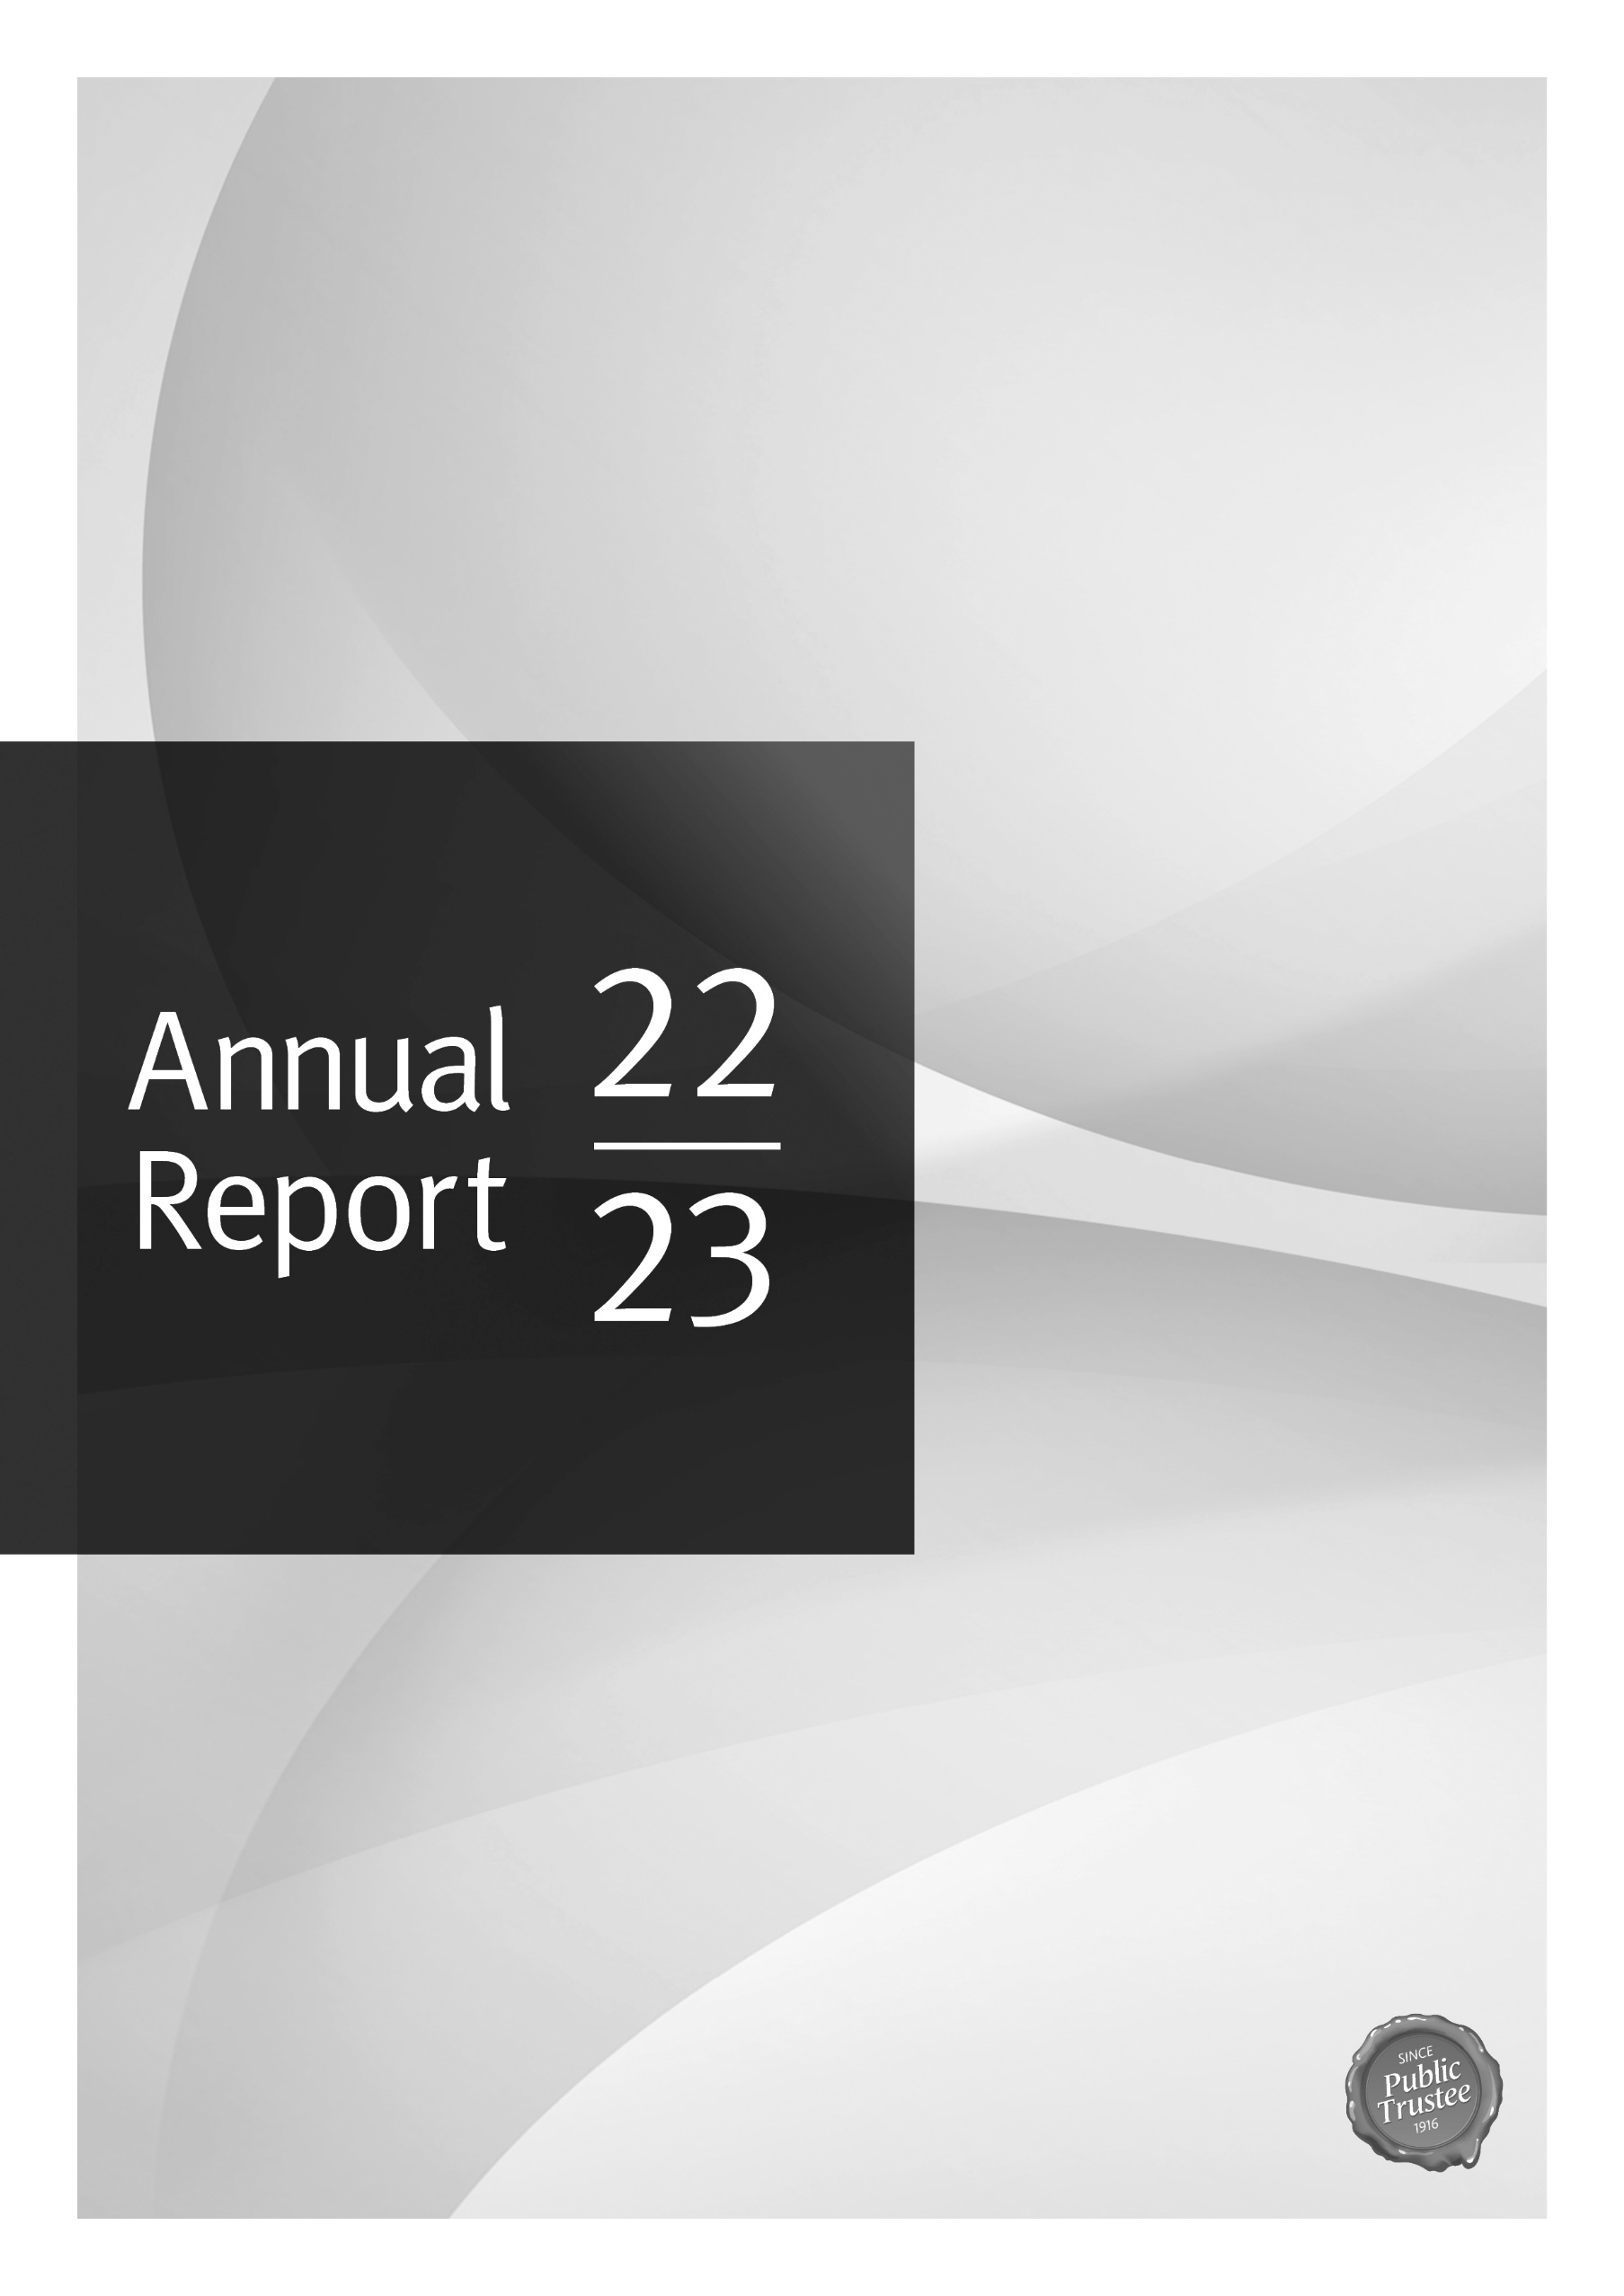 Annual
Report
22
23
SINCE
Public
Trustee
1916